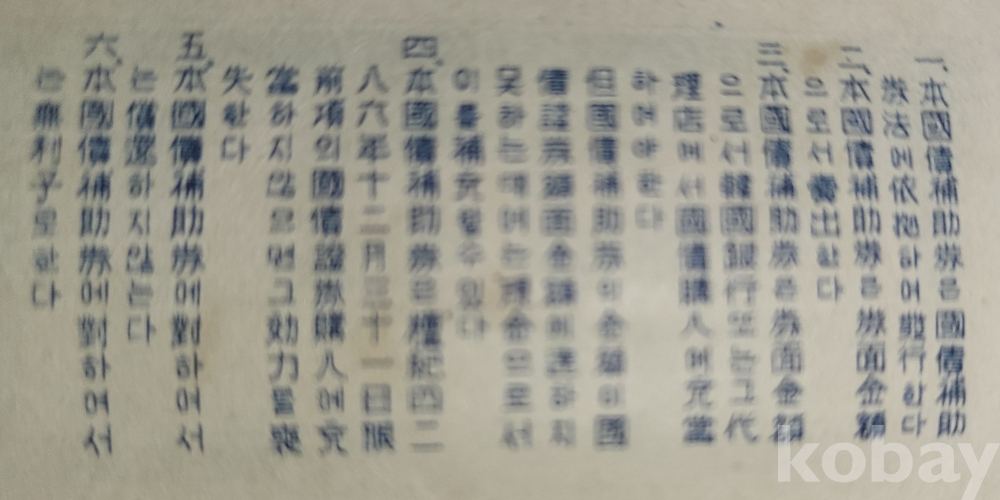 一、本國債補助券은 國債補助
券法에依拠하여發行한다
二、本國債補助券은 券面金額
으로서賣出한다
三、本國債補助券은券面金額
으로서韓國銀行또는그代
理店에서國債購入에充當
하여야한다
但國債補助券의金額이國
債證券額面金額에達하지
못하는때에는現金으로서
이를補充할수있다
四、本國債補助券은檀紀四二
八六年十二月三十一日限
前項의國債證券購入에充
當하지않으면그効力을喪
失한다
五、本國債補助券에對하여서
는償還하지않는다
六、本國債補助券에對하여서
는無利子로한다
kobay